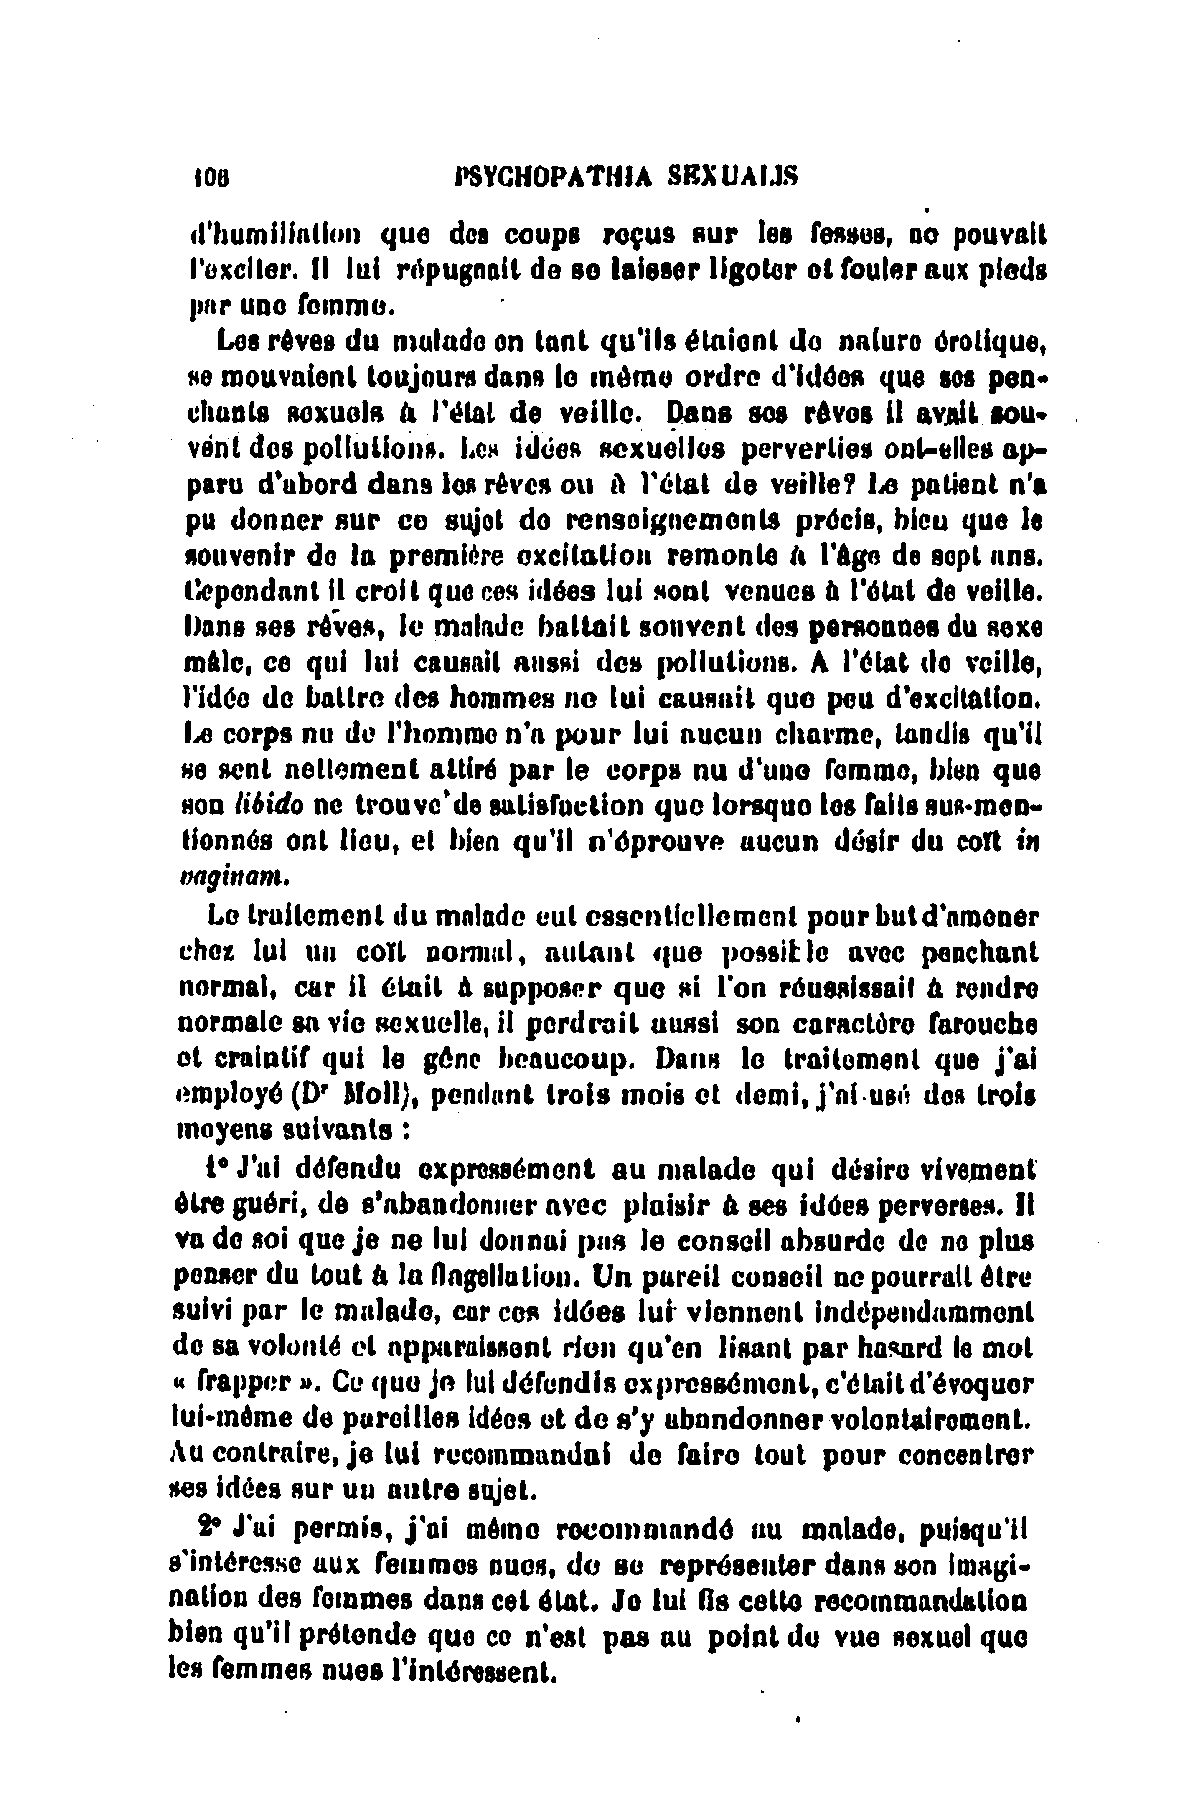 108 PSYCHOPATHIA SEXUALIS
d'humiliation que des coups reçus sur les fesses, ne pouvait
l'exciter. Il lui répugnait de se laisser ligoter et fouler aux pieds
par une femme.
Les rêves du malade en tant qu'ils étaient de nature érotique,
se mouvaient toujours dans le même ordre d'idées que ses pen-
chants sexuels à l'état de veille. Dans ses rêves il avait sou-
vent des pollutions. Les idées sexuelles perverties ont-elles ap-
paru d'abord dans les rêves ou à l'état de veille? Le patient n'a
pu donner sur ce sujet de renseignements précis, bien que le
souvenir de la première excitation remonte à l'âge de sept ans.
Cependant il croit que ces idées lui sont venues à l'état de veille.
Dans ses rêves, le malade battait souvent des personnes du sexe
mâle, ce qui lui causait aussi des pollutions. A l'état de veille,
l'idée de battre des hommes ne lui causait que peu d'excitation.
Le corps nu de l'homme n'a pour lui aucun charme, tandis qu'il
se sent nettement attiré par le corps nu d'une femme, bien que
son libido ne trouve de satisfaction que lorsque les faits sus-men-
tionnés ont lieu, et bien qu'il n'éprouve aucun désir du coït in
vaginam.
Le traitement du malade eut essentiellement pour but d'amener
chez lui un coït normal, autant que possible avec penchant
normal, car il était à supposer que si l'on réussissait à rendre
normale sa vie sexuelle, il perdrait aussi son caractère farouche
et craintif qui le gêne beaucoup. Dans le traitement que j'ai
employé (Dr Moll), pendant trois mois et demi, j'ai usé des trois
moyens suivants :
1° J'ai défendu expressément au malade qui désire vivement
être guéri, de s'abandonner avec plaisir à ses idées perverses. Il
va de soi que je ne lui donnai pas le conseil absurde de ne plus
penser du tout à la flagellation. Un pareil conseil ne pourrait être
suivi par le malade, car ces idées lui viennent indépendamment
de sa volonté et apparaissent rien qu'en lisant par hasard le mot
« frapper ». Ce que je lui défendis expressément, c'était d'évoquer
lui-même de pareilles idées et de s'y abandonner volontairement.
Au contraire, je lui recommandai de faire tout pour concentrer
ses idées sur un autre sujet.
2° J'ai permis, j'ai même recommandé au malade, puisqu'il
s'intéresse aux femmes nues, de se représenter dans son imagi-
nation des femmes dans cet état. Je lui fis cette recommandation
bien qu'il prétende que ce n'est pas au point de vue sexuel que
les femmes nues l'intéressent.